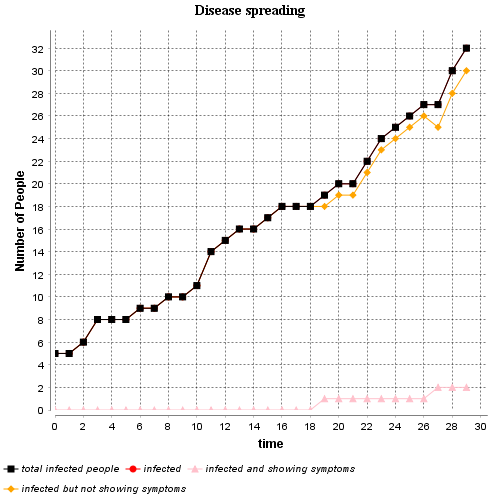 Disease spreading
Number of People
32
30
28
26
24
22
20
18
16
14
12
10
8
6
4
2
0
0 2 4 6 8 10 12 14 16 18 20 22 24 26 28 30
time
total infected people infected infected and showing symptoms
infected but not showing symptoms